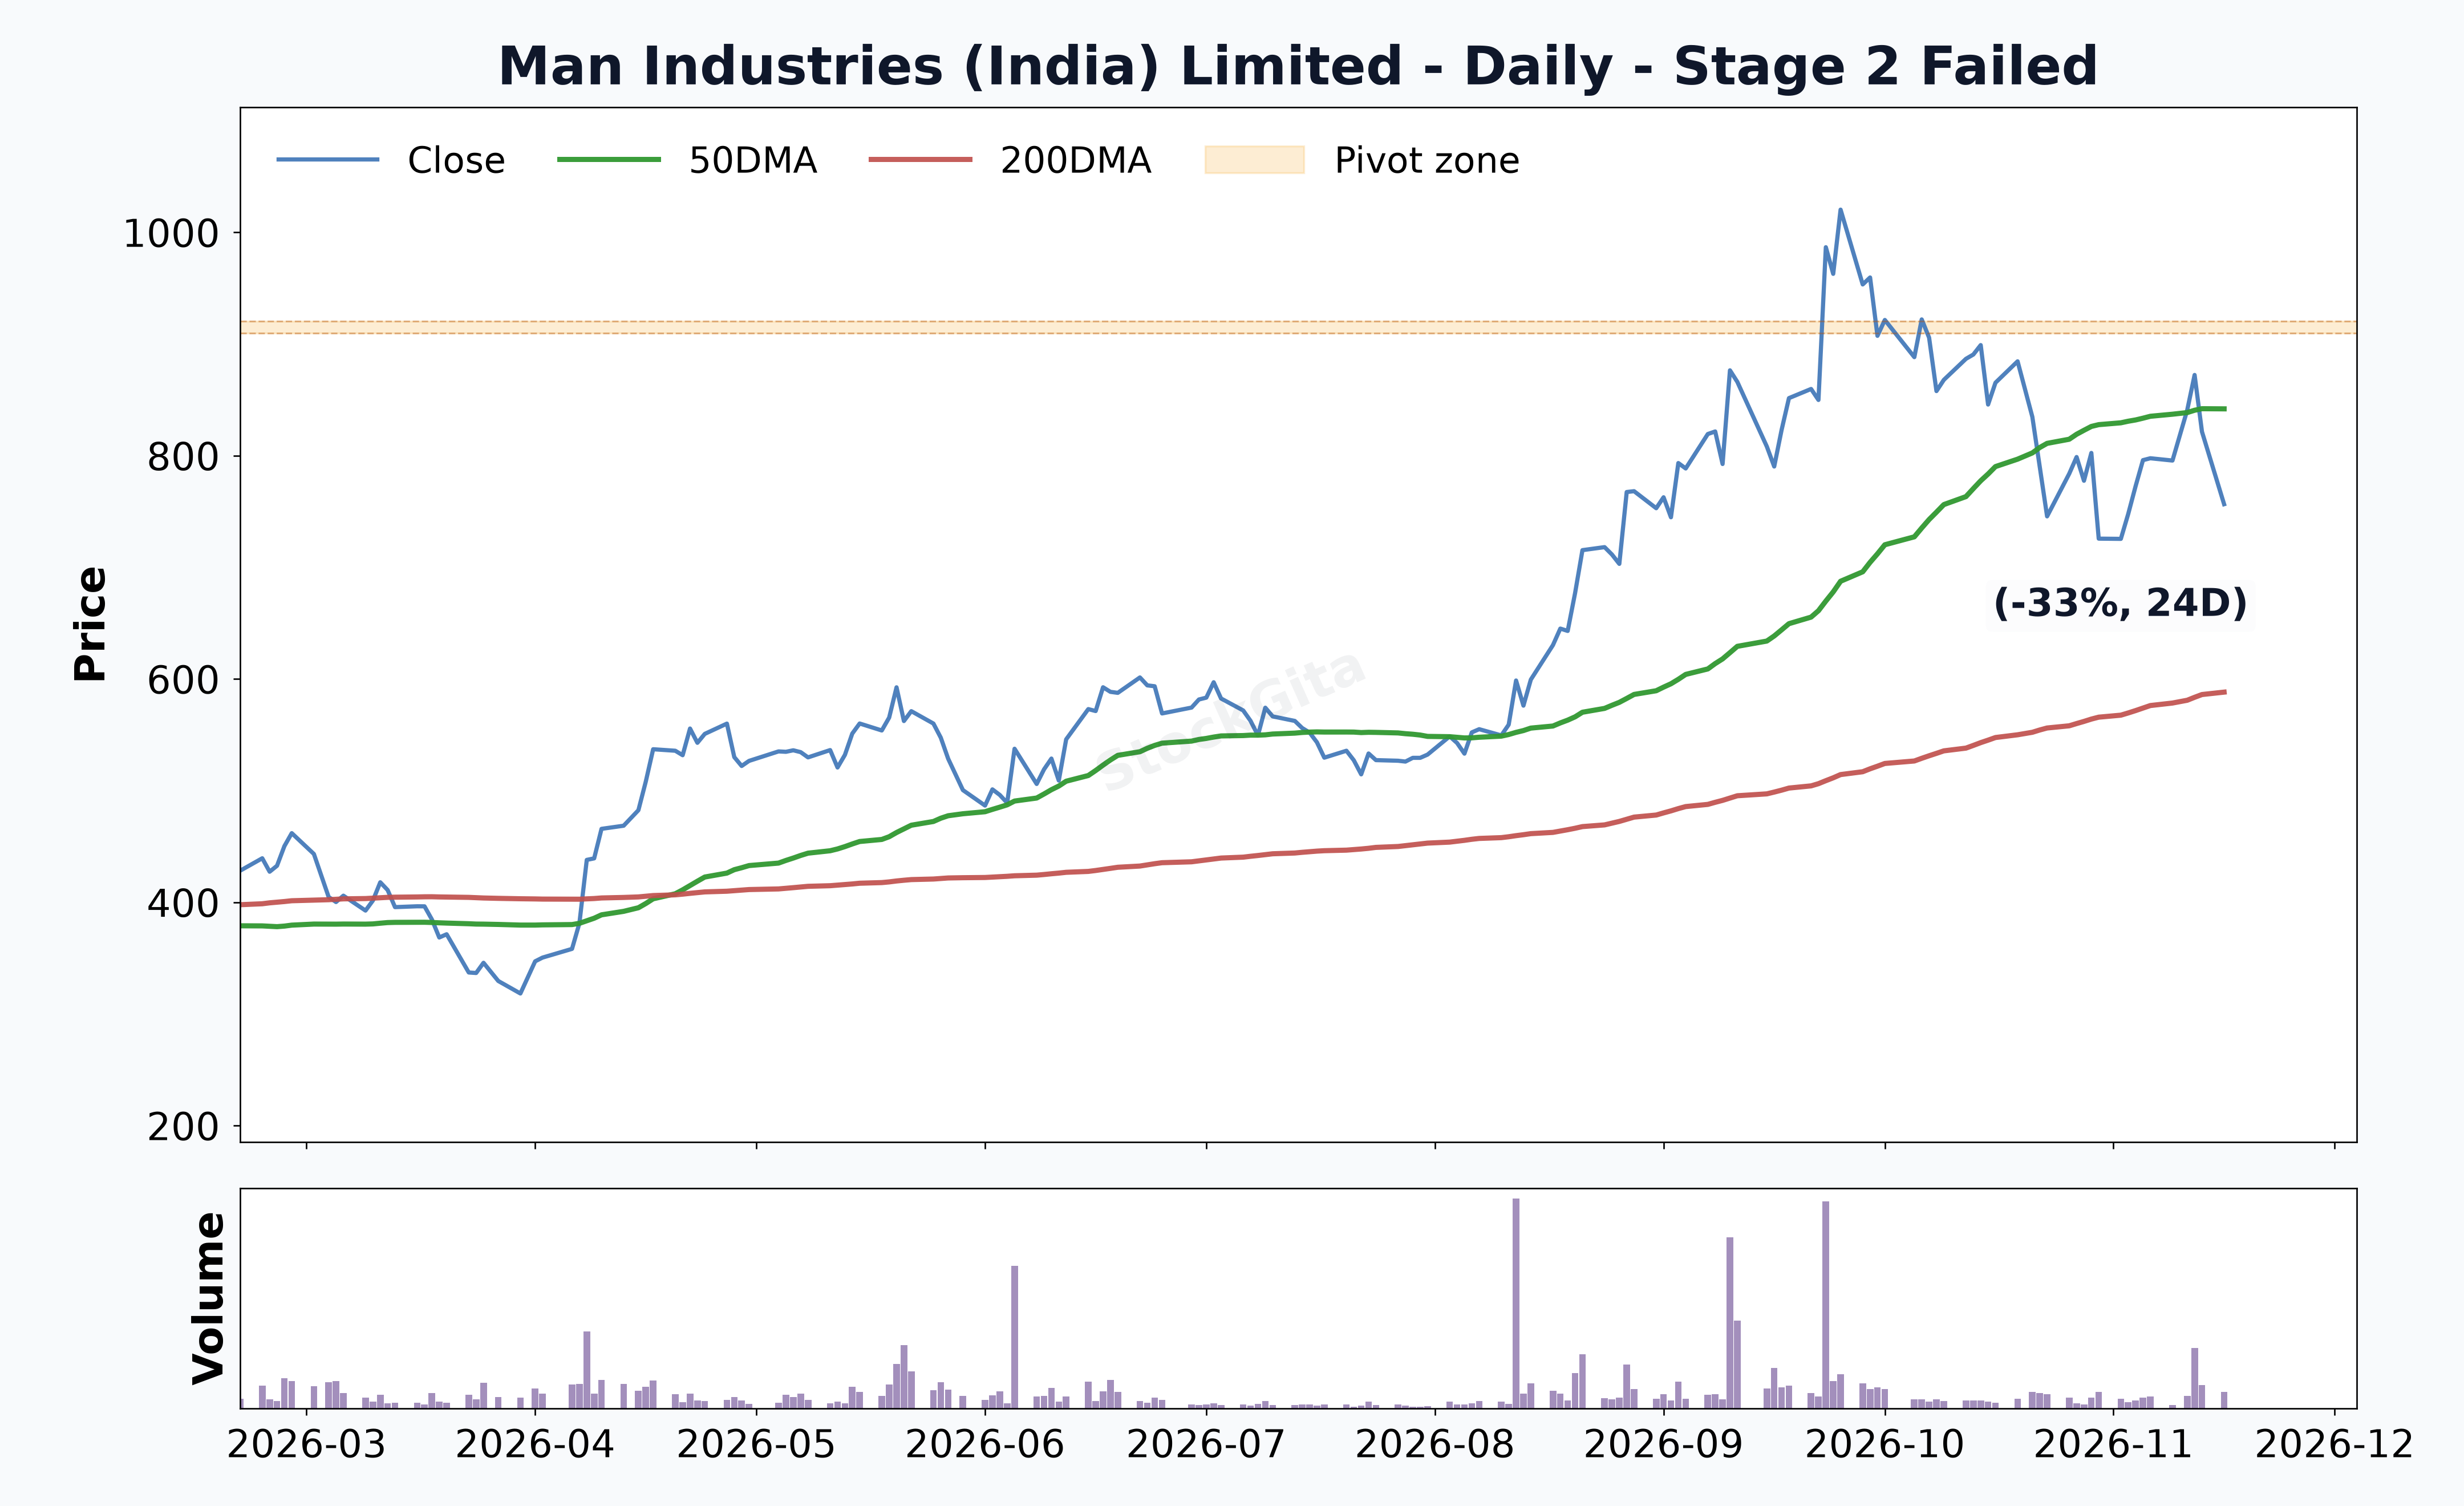 Man Industries (India) Limited - Daily - Stage 2 Failed
Close 50DMA 200DMA Pivot zone
1000
800
600
400
200
Price
(-33%, 24D)
StockGita
Volume
2026-03 2026-04 2026-05 2026-06 2026-07 2026-08 2026-09 2026-10 2026-11 2026-12